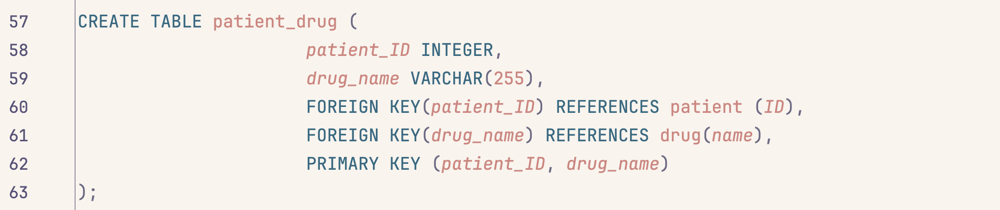 57 CREATE TABLE patient_drug (
58 patient_ID INTEGER,
59 drug_name VARCHAR(255),
60 FOREIGN KEY(patient_ID) REFERENCES patient (ID),
61 FOREIGN KEY(drug_name) REFERENCES drug(name),
62 PRIMARY KEY (patient_ID, drug_name)
63 );